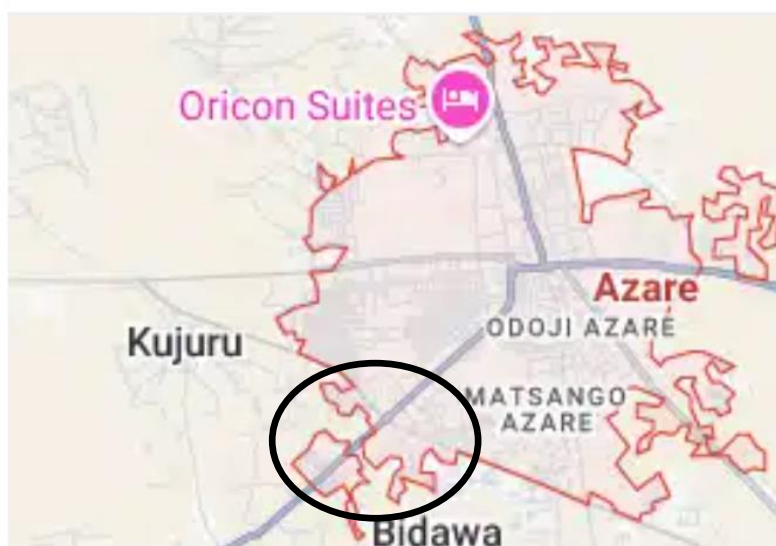 Oricon Suites
Azare
ODOJI AZARE
Kujuru
MATSANGO
AZARE
Bidawa